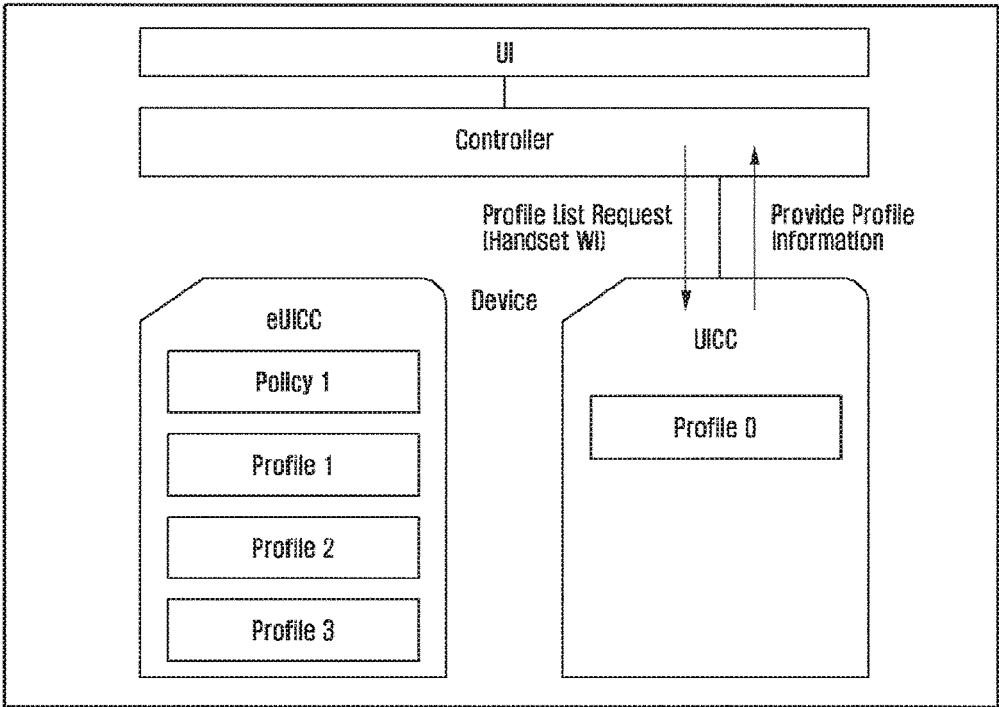 UI
Controller
Profile List Request
(Handset WI)
Provide Profile
Information
Device
eUICC
Policy 1
Profile 1
Profile 2
Profile 3
UICC
Profile 0